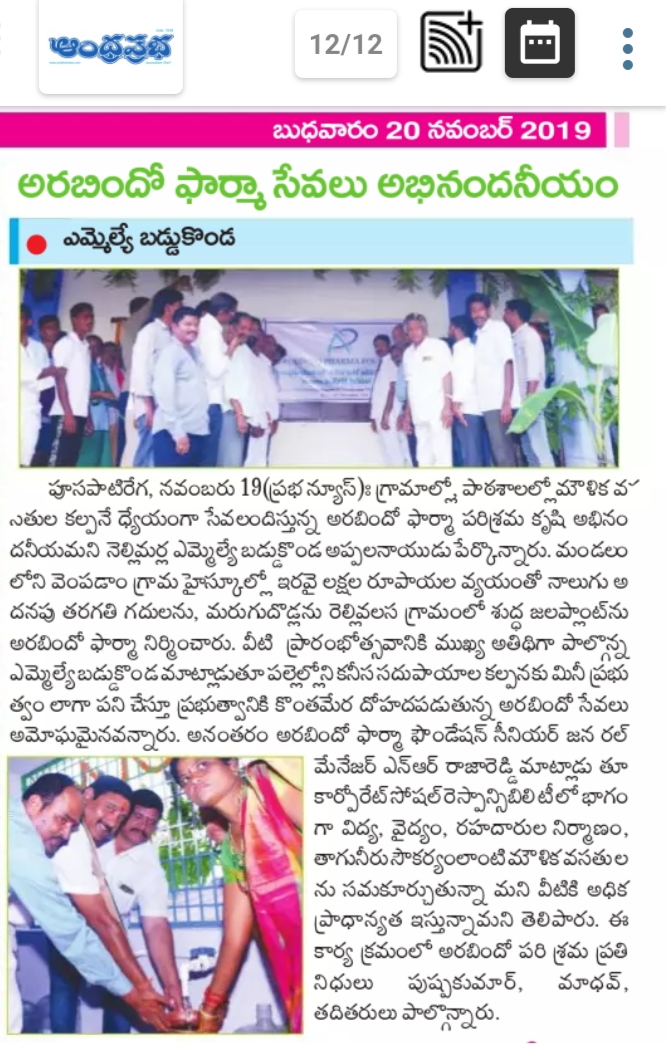 ఆంధ్రప్రభ
12/12
బుధవారం 20 నవంబర్ 2019
అరబిందో ఫార్మా సేవలు అభినందనీయం
ఎమ్మెల్యే బడ్డుకొండ
పూసపాటిరేగ, నవంబరు 19(ప్రభ న్యూస్)ః గ్రామాల్లో, పాఠశాలల్లో మౌళిక వ
సతుల కల్పనే ధ్యేయంగా సేవలందిస్తున్న అరబిందో ఫార్మా పరిశ్రమ కృషి అభినం
దనీయమని నెల్లిమర్ల ఎమ్మెల్యే బడ్డుకొండ అప్పలనాయుడు పేర్కొన్నారు. మండలం
లోని వెంపడాం గ్రామ హైస్కూల్లో ఇరవై లక్షల రూపాయల వ్యయంతో నాలుగు అ
దనపు తరగతి గదులను, మరుగుదొడ్లను రెల్లివలస గ్రామంలో శుద్ధ జలప్లాంట్‌ను
అరబిందో ఫార్మా నిర్మించారు. వీటి ప్రారంభోత్సవానికి ముఖ్య అతిథిగా పాల్గొన్న
ఎమ్మెల్యే బడ్డుకొండ మాట్లాడుతూ పల్లెల్లోని కనీస సదుపాయాల కల్పనకు మినీ ప్రభు
త్వం లాగా పని చేస్తూ ప్రభుత్వానికి కొంతమేర దోహదపడుతున్న అరబిందో సేవలు
అమోఘమైనవన్నారు. అనంతరం అరబిందో ఫార్మా ఫౌండేషన్ సీనియర్ జన రల్
మేనేజర్ ఎన్ఆర్ రాజారెడ్డి మాట్లాడు తూ
కార్పోరేట్ సోషల్ రెస్పాన్సిబిలిటీలో భాగం
గా విద్య, వైద్యం, రహదారుల నిర్మాణం,
తాగునీరు సౌకర్యంలాంటి మౌళిక వసతుల
ను సమకూర్చుతున్నా మని వీటికి అధిక
ప్రాధాన్యత ఇస్తున్నామని తెలిపారు. ఈ
కార్య క్రమంలో అరబిందో పరి శ్రమ ప్రతి
నిధులు పుష్పకుమార్, మాధవ్,
తదితరులు పాల్గొన్నారు.